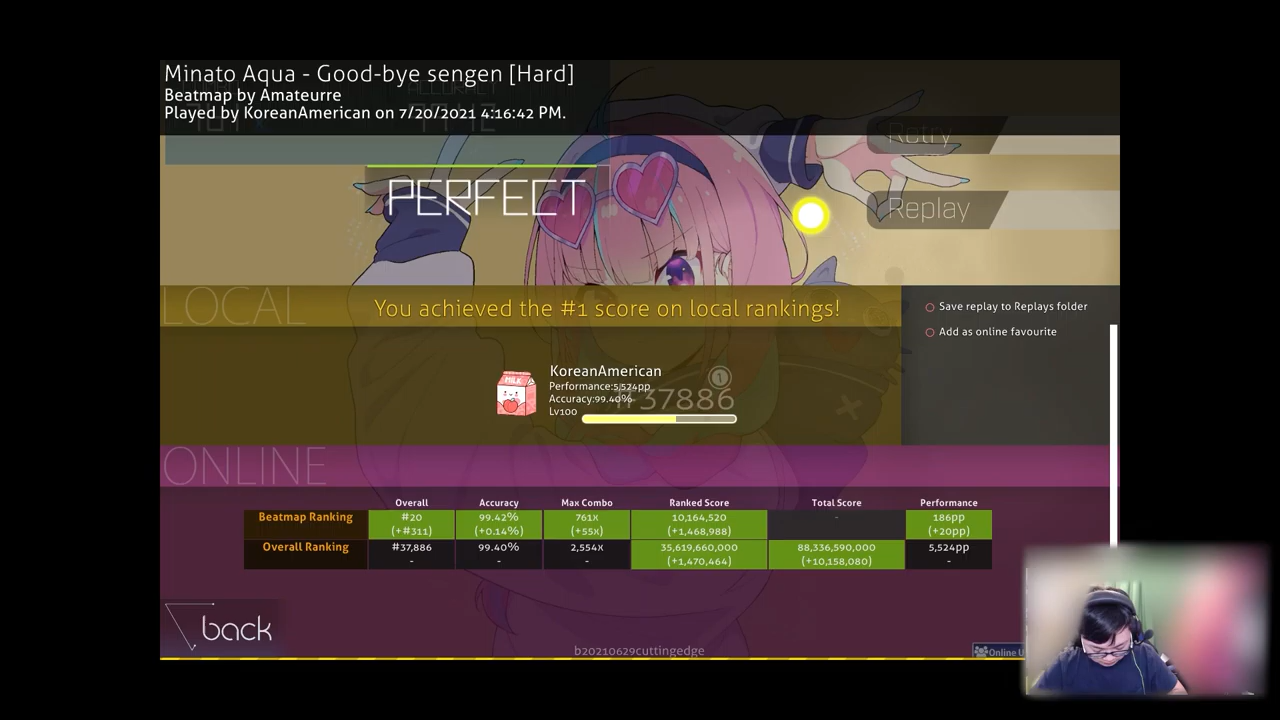 Minato Aqua - Good-bye sengen [Hard]
Beatmap by Amateurre
Played by KoreanAmerican on 7/20/2021 4:16:42 PM.
Retry
PERFECT
Replay
LOCAL
You achieved the #1 score on local rankings!
Save replay to Replays folder
Add as online favourite
KoreanAmerican
Performance:5,524pp
Accuracy:99.40%
Lv100
1
#37886
MILK
ONLINE
Overall Accuracy Max Combo Ranked Score Total Score Performance
Beatmap Ranking #20 99.42% 761x 10,164,520 - 186pp
(+#311) (+0.14%) (+55x) (+1,468,988) (+20pp)
Overall Ranking #37,886 99.40% 2,554x 35,619,660,000 88,336,590,000 5,524pp
- - - (+1,470,464) (+10,158,080) -
back
b20210629cuttingedge
Online U